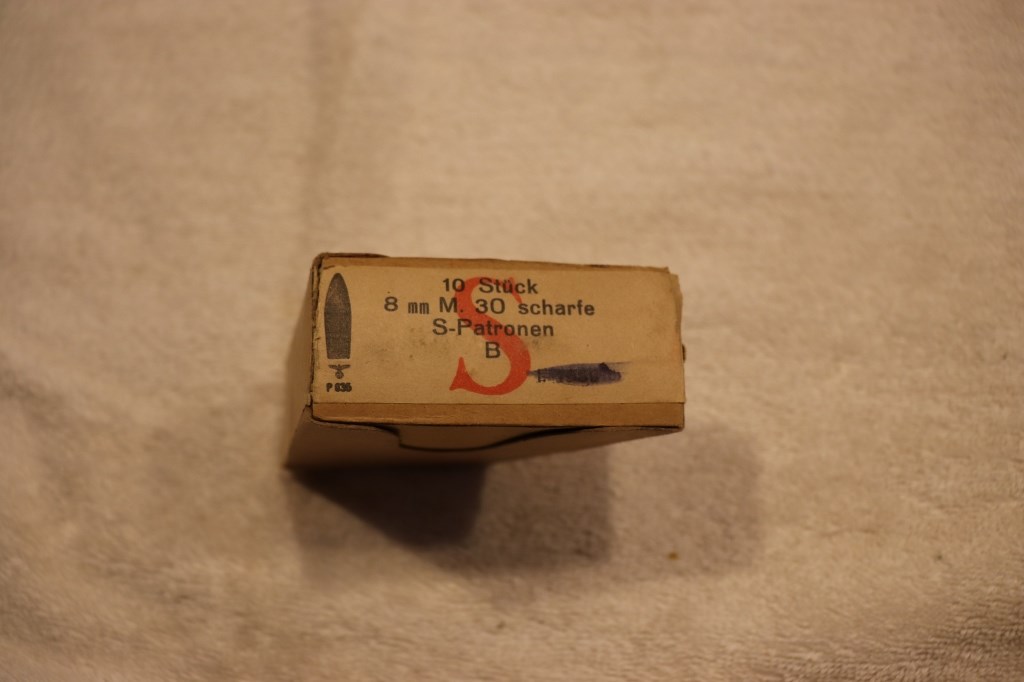 10 Stück
8 mm M. 30 scharfe
S-Patronen
B
S
P 635